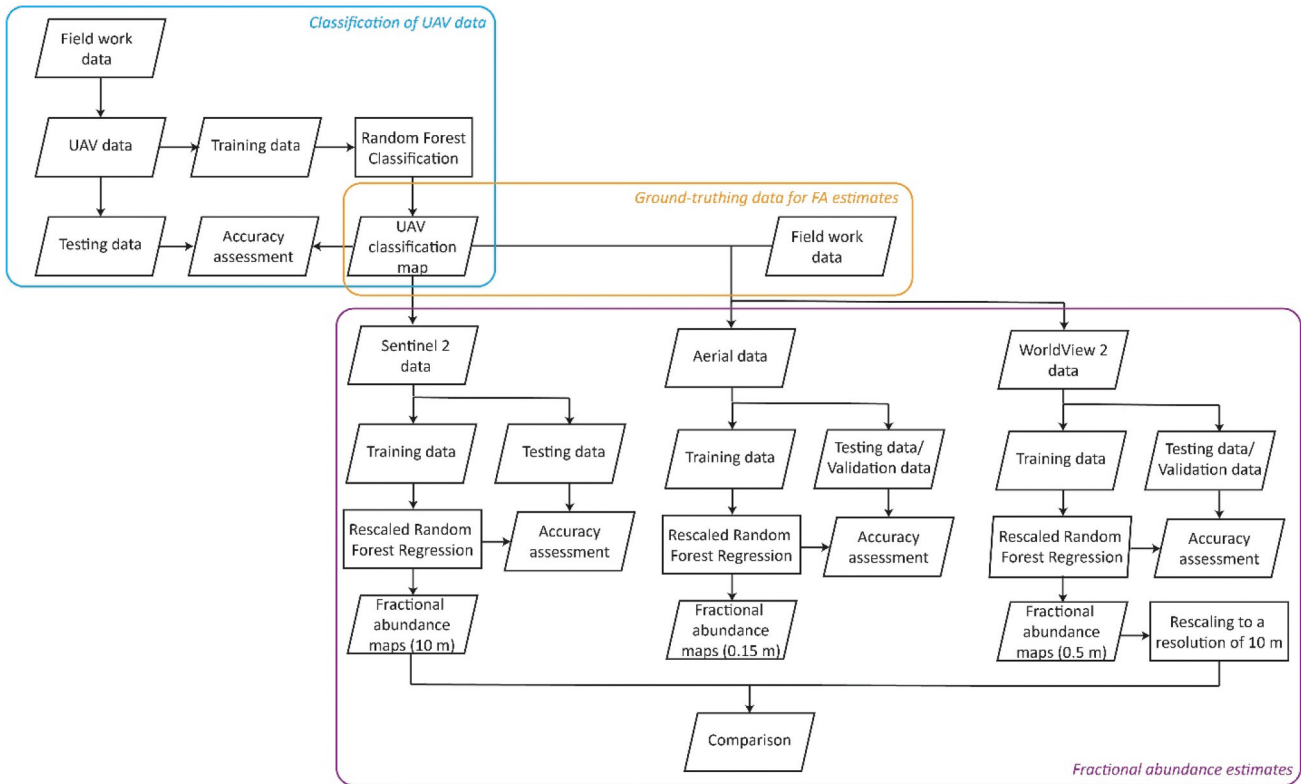 Classification of UAV data
Field work
data
UAV data
Training data
Random Forest
Classification
Ground-truthing data for FA estimates
Testing data
Accuracy
assessment
UAV
classification
map
Field work
data
Sentinel 2
data
Aerial data
WorldView 2
data
Training data
Testing data
Training data
Testing data/
Validation data
Training data
Testing data/
Validation data
Rescaled Random
Forest Regression
Accuracy
assessment
Rescaled Random
Forest Regression
Accuracy
assessment
Rescaled Random
Forest Regression
Accuracy
assessment
Fractional
abundance
maps (10 m)
Fractional
abundance
maps (0.15 m)
Fractional
abundance
maps (0.5 m)
Rescaling to a
resolution of 10 m
Comparison
Fractional abundance estimates